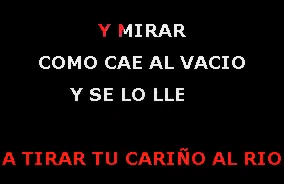 Y MIRAR
COMO CAE AL VACIO
Y SE LO LLE
A TIRAR TU CARIÑO AL RIO